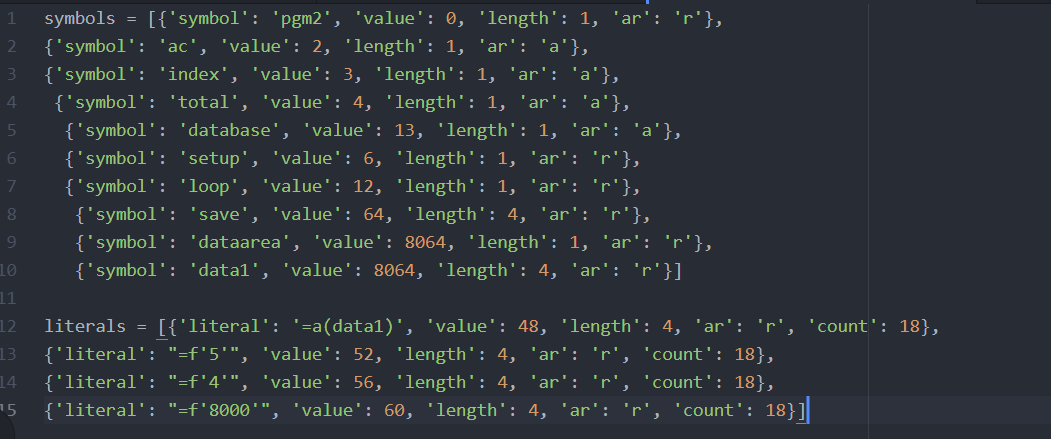 1 symbols = [{'symbol': 'pgm2', 'value': 0, 'length': 1, 'ar': 'r'},
2 {'symbol': 'ac', 'value': 2, 'length': 1, 'ar': 'a'},
3 {'symbol': 'index', 'value': 3, 'length': 1, 'ar': 'a'},
4 {'symbol': 'total', 'value': 4, 'length': 1, 'ar': 'a'},
5 {'symbol': 'database', 'value': 13, 'length': 1, 'ar': 'a'},
6 {'symbol': 'setup', 'value': 6, 'length': 1, 'ar': 'r'},
7 {'symbol': 'loop', 'value': 12, 'length': 1, 'ar': 'r'},
8 {'symbol': 'save', 'value': 64, 'length': 4, 'ar': 'r'},
9 {'symbol': 'dataarea', 'value': 8064, 'length': 1, 'ar': 'r'},
10 {'symbol': 'data1', 'value': 8064, 'length': 4, 'ar': 'r'}]
11
12 literals = [{'literal': '=a(data1)', 'value': 48, 'length': 4, 'ar': 'r', 'count': 18},
13 {'literal': "=f'5'", 'value': 52, 'length': 4, 'ar': 'r', 'count': 18},
14 {'literal': "=f'4'", 'value': 56, 'length': 4, 'ar': 'r', 'count': 18},
15 {'literal': "=f'8000'", 'value': 60, 'length': 4, 'ar': 'r', 'count': 18}]